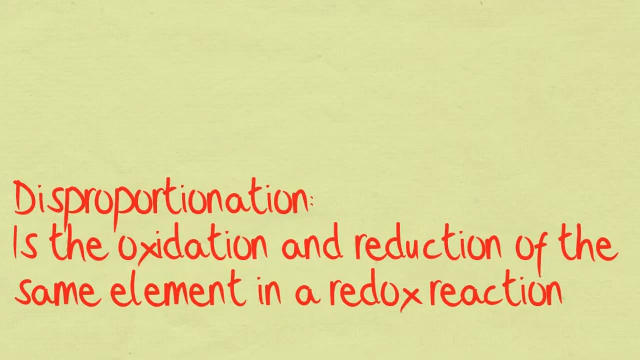 Disproportionation:
Is the oxidation and reduction of the
same element in a redox reaction